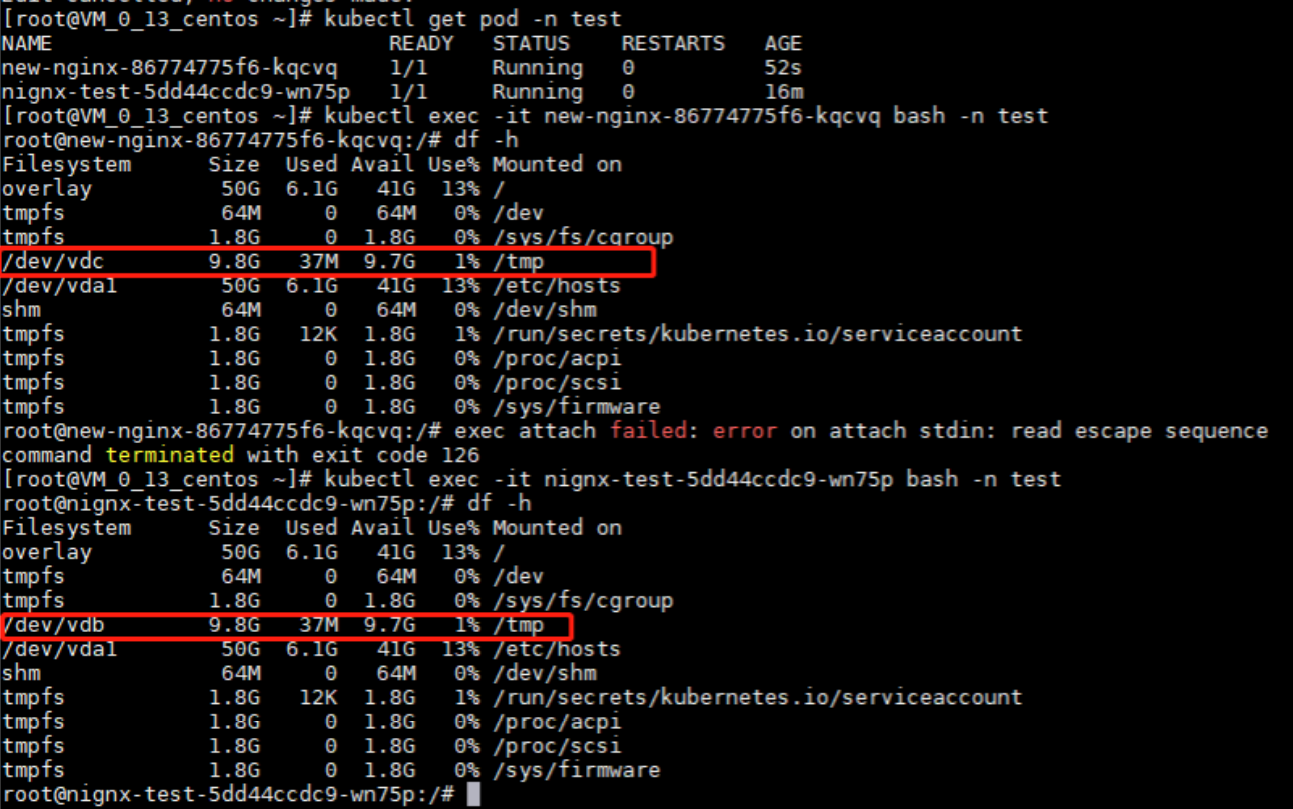 [root@VM_0_13_centos ~]# kubectl get pod -n test
NAME                              READY   STATUS    RESTARTS   AGE
new-nginx-86774775f6-kqcvq    1/1     Running   0          52s
nignx-test-5dd44ccdc9-wn75p   1/1     Running   0          16m
[root@VM_0_13_centos ~]# kubectl exec -it new-nginx-86774775f6-kqcvq bash -n test
root@new-nginx-86774775f6-kqcvq:/# df -h
Filesystem      Size  Used Avail Use% Mounted on
overlay          50G  6.1G   41G  13% /
tmpfs            64M     0   64M   0% /dev
tmpfs           1.8G     0  1.8G   0% /sys/fs/cgroup
/dev/vdc        9.8G   37M  9.7G   1% /tmp
/dev/vda1        50G  6.1G   41G  13% /etc/hosts
shm              64M     0   64M   0% /dev/shm
tmpfs           1.8G   12K  1.8G   1% /run/secrets/kubernetes.io/serviceaccount
tmpfs           1.8G     0  1.8G   0% /proc/acpi
tmpfs           1.8G     0  1.8G   0% /proc/scsi
tmpfs           1.8G     0  1.8G   0% /sys/firmware
root@new-nginx-86774775f6-kqcvq:/# exec attach failed: error on attach stdin: read escape sequence
command terminated with exit code 126
[root@VM_0_13_centos ~]# kubectl exec -it nignx-test-5dd44ccdc9-wn75p bash -n test
root@nignx-test-5dd44ccdc9-wn75p:/# df -h
Filesystem      Size  Used Avail Use% Mounted on
overlay          50G  6.1G   41G  13% /
tmpfs            64M     0   64M   0% /dev
tmpfs           1.8G     0  1.8G   0% /sys/fs/cgroup
/dev/vdb        9.8G   37M  9.7G   1% /tmp
/dev/vda1        50G  6.1G   41G  13% /etc/hosts
shm              64M     0   64M   0% /dev/shm
tmpfs           1.8G   12K  1.8G   1% /run/secrets/kubernetes.io/serviceaccount
tmpfs           1.8G     0  1.8G   0% /proc/acpi
tmpfs           1.8G     0  1.8G   0% /proc/scsi
tmpfs           1.8G     0  1.8G   0% /sys/firmware
root@nignx-test-5dd44ccdc9-wn75p:/#